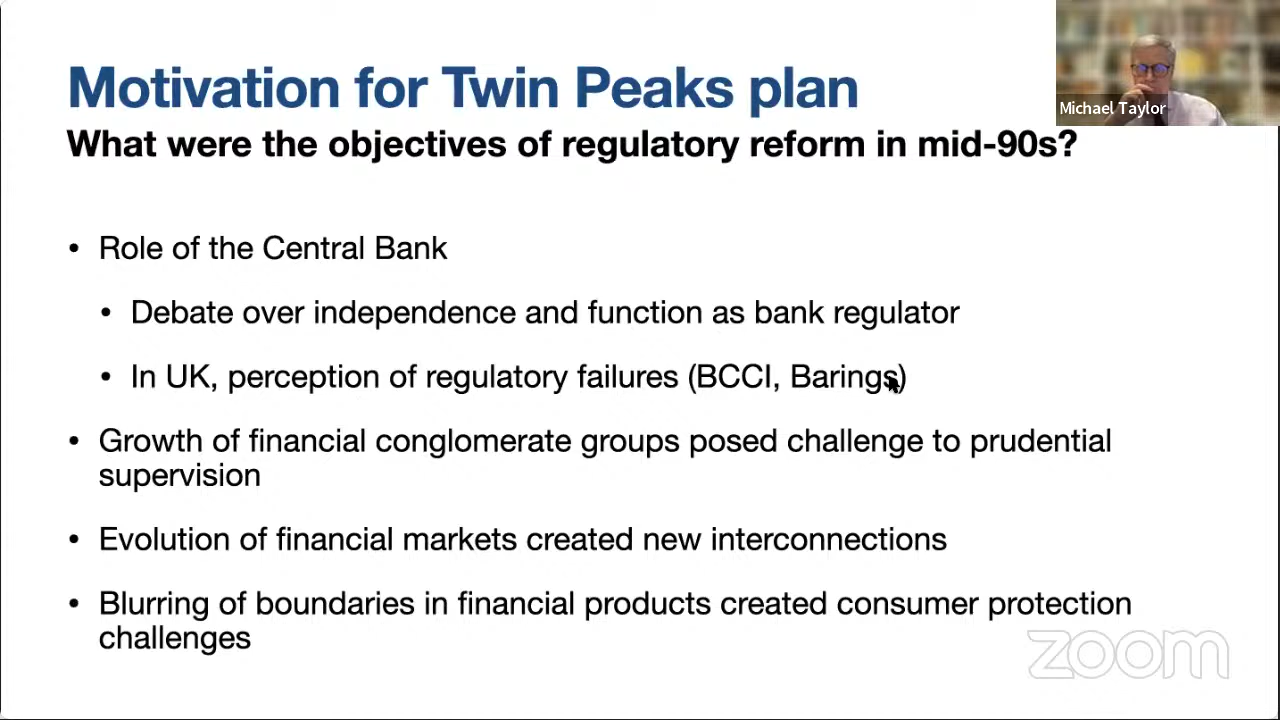 Motivation for Twin Peaks plan
Michael Taylor
What were the objectives of regulatory reform in mid-90s?
• Role of the Central Bank
• Debate over independence and function as bank regulator
• In UK, perception of regulatory failures (BCCI, Barings)
• Growth of financial conglomerate groups posed challenge to prudential
supervision
• Evolution of financial markets created new interconnections
• Blurring of boundaries in financial products created consumer protection
challenges
zoom